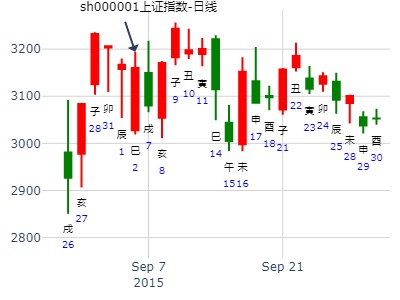 sh000001上证指数-日线
3200
3100
3000
2900
2800
戌
26
亥
27
子
28
卯
31
辰
1
巳
2
戌
7
亥
8
子
9
丑
10
寅
11
巳
14
午
15
未
16
申
17
酉
18
子
21
丑
22
寅
23
卯
24
辰
25
未
28
申
29
酉
30
Sep 7
2015
Sep 21